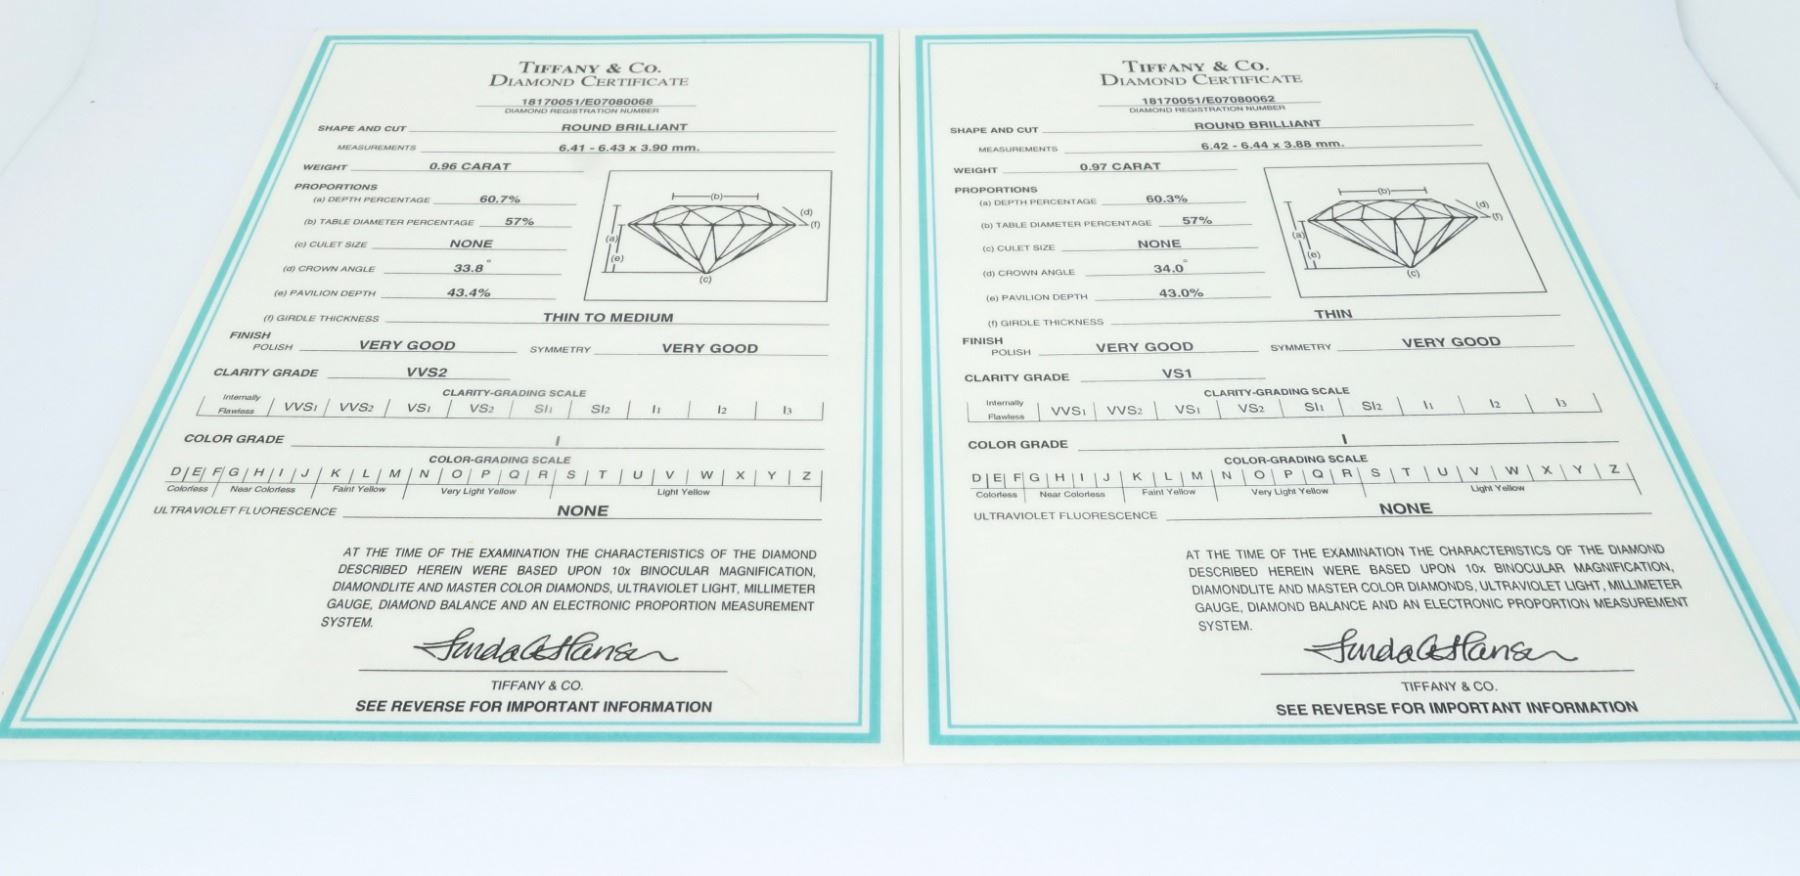 TIFFANY & CO.
DIAMOND CERTIFICATE
18170051/E07080068
DIAMOND REGISTRATION NUMBER
SHAPE AND CUT ROUND BRILLIANT
MEASUREMENTS 6.41 - 6.43 x 3.90 mm.
WEIGHT 0.96 CARAT
PROPORTIONS
(a) DEPTH PERCENTAGE 60.7%
(b) TABLE DIAMETER PERCENTAGE 57%
(c) CULET SIZE NONE
(d) CROWN ANGLE 33.8°
(e) PAVILION DEPTH 43.4%
(b)
(d)
(f)
(a)
(e)
(c)
(f) GIRDLE THICKNESS THIN TO MEDIUM
FINISH
POLISH VERY GOOD SYMMETRY VERY GOOD
CLARITY GRADE VVS2
CLARITY-GRADING SCALE
Internally Flawless VVS1 VVS2 VS1 VS2 SI1 SI2 I1 I2 I3
COLOR GRADE I
COLOR-GRADING SCALE
D E F G H I J K L M N O P Q R S T U V W X Y Z
Colorless Near Colorless Faint Yellow Very Light Yellow Light Yellow
ULTRAVIOLET FLUORESCENCE NONE
AT THE TIME OF THE EXAMINATION THE CHARACTERISTICS OF THE DIAMOND
DESCRIBED HEREIN WERE BASED UPON 10x BINOCULAR MAGNIFICATION,
DIAMONDLITE AND MASTER COLOR DIAMONDS, ULTRAVIOLET LIGHT, MILLIMETER
GAUGE, DIAMOND BALANCE AND AN ELECTRONIC PROPORTION MEASUREMENT
SYSTEM.
TIFFANY & CO.
SEE REVERSE FOR IMPORTANT INFORMATION
TIFFANY & CO.
DIAMOND CERTIFICATE
18170051/E07080062
DIAMOND REGISTRATION NUMBER
SHAPE AND CUT ROUND BRILLIANT
MEASUREMENTS 6.42 - 6.44 x 3.88 mm.
WEIGHT 0.97 CARAT
PROPORTIONS
(a) DEPTH PERCENTAGE 60.3%
(b) TABLE DIAMETER PERCENTAGE 57%
(c) CULET SIZE NONE
(d) CROWN ANGLE 34.0°
(e) PAVILION DEPTH 43.0%
(b)
(d)
(f)
(a)
(e)
(c)
(f) GIRDLE THICKNESS THIN
FINISH
POLISH VERY GOOD SYMMETRY VERY GOOD
CLARITY GRADE VS1
CLARITY-GRADING SCALE
Internally Flawless VVS1 VVS2 VS1 VS2 SI1 SI2 I1 I2 I3
COLOR GRADE I
COLOR-GRADING SCALE
D E F G H I J K L M N O P Q R S T U V W X Y Z
Colorless Near Colorless Faint Yellow Very Light Yellow Light Yellow
ULTRAVIOLET FLUORESCENCE NONE
AT THE TIME OF THE EXAMINATION THE CHARACTERISTICS OF THE DIAMOND
DESCRIBED HEREIN WERE BASED UPON 10x BINOCULAR MAGNIFICATION,
DIAMONDLITE AND MASTER COLOR DIAMONDS, ULTRAVIOLET LIGHT, MILLIMETER
GAUGE, DIAMOND BALANCE AND AN ELECTRONIC PROPORTION MEASUREMENT
SYSTEM.
TIFFANY & CO.
SEE REVERSE FOR IMPORTANT INFORMATION